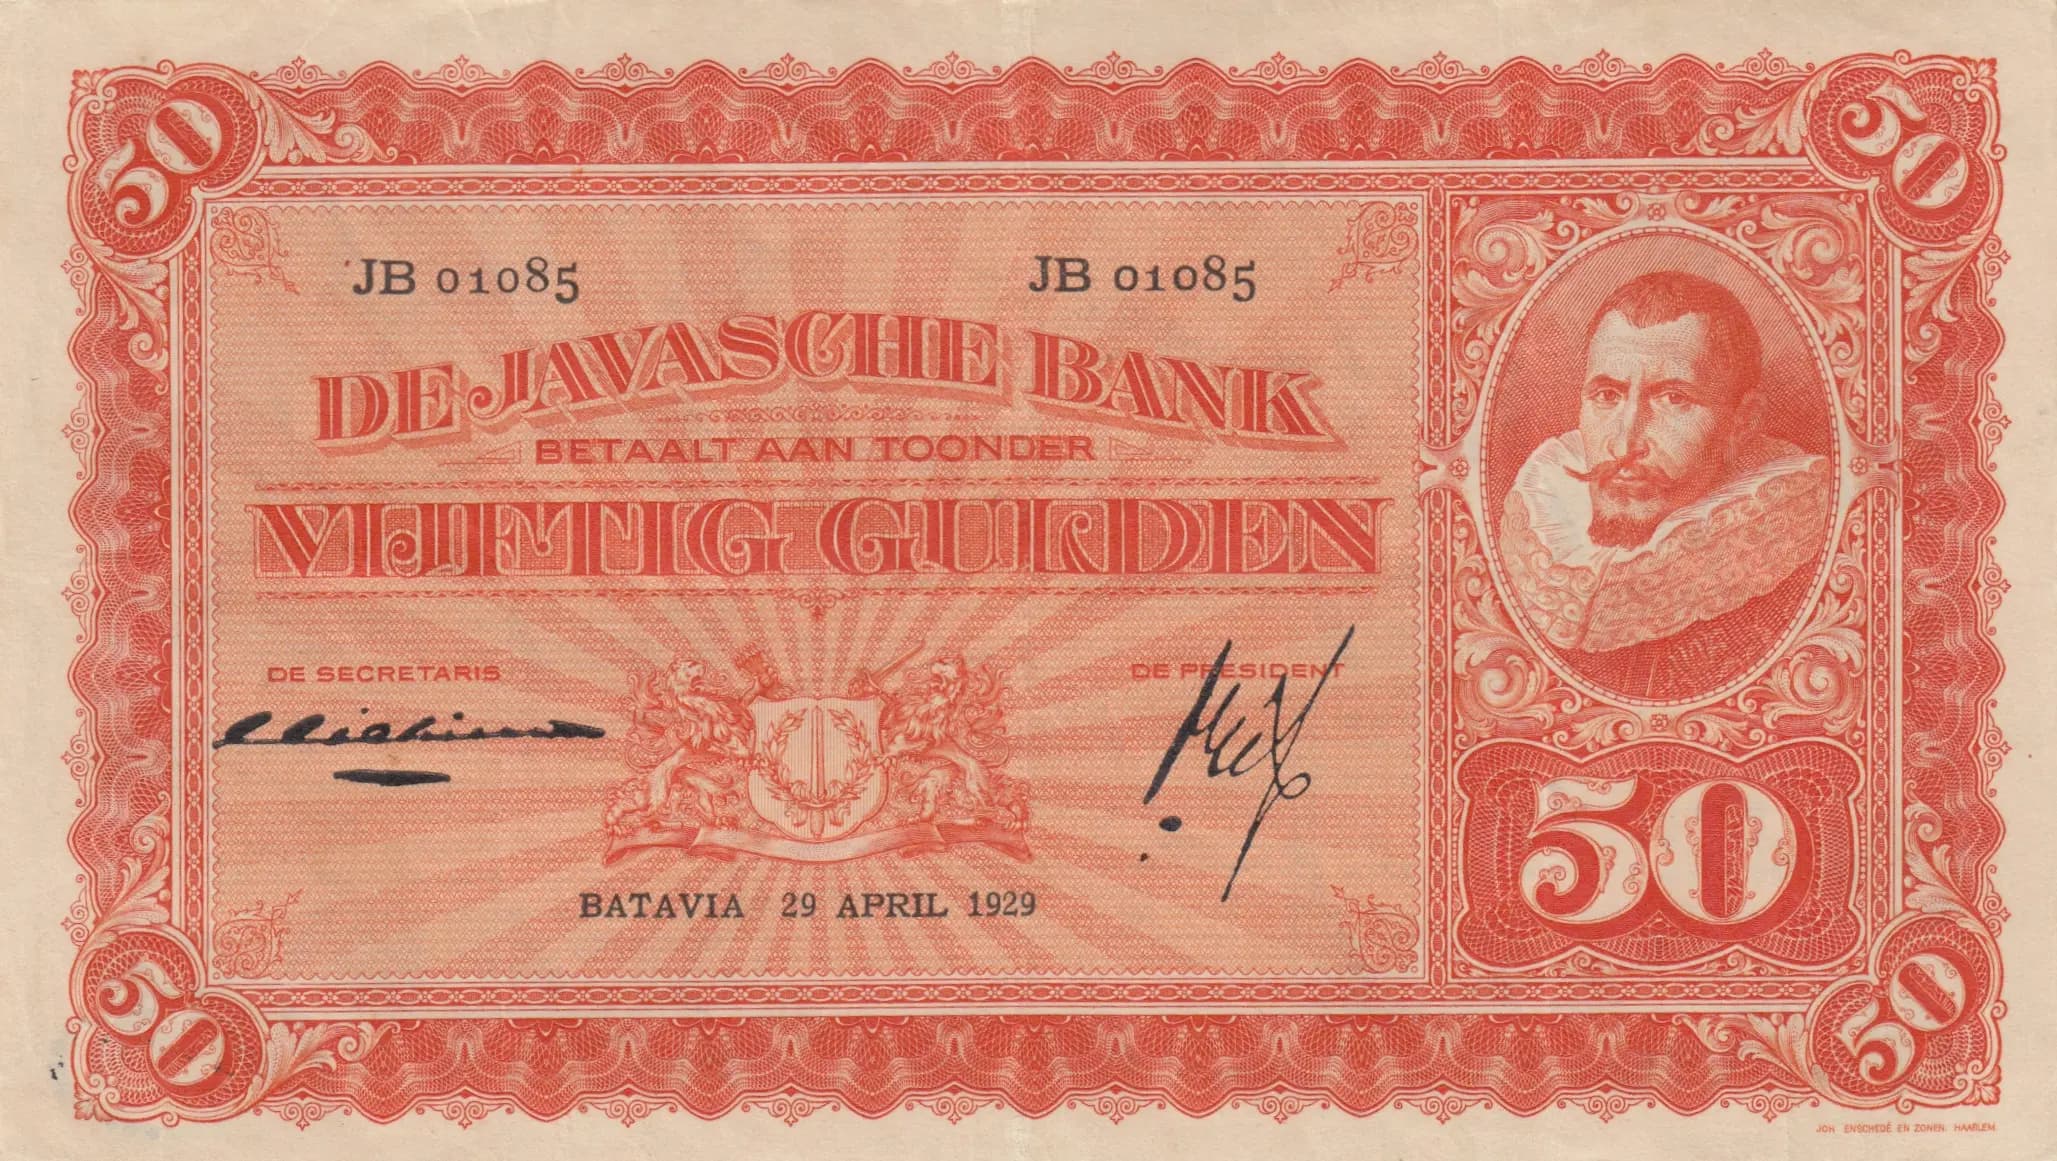 50 50
JB 01085 JB 01085
DE JAVASCHE BANK
BETAALT AAN TOONDER
VIJFTIG GULDEN
DE SECRETARIS DE PRESIDENT
50
BATAVIA 29 APRIL 1929
50 50
JOH. ENSCHEDÉ EN ZONEN. HAARLEM.